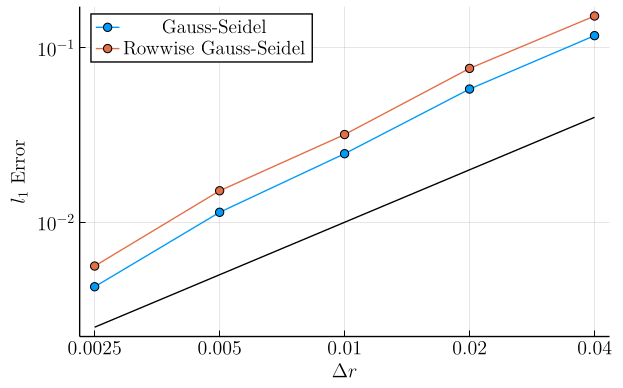 Gauss-Seidel
Rowwise Gauss-Seidel
10⁻¹
10⁻²
l₁ Error
0.0025 0.005 0.01 0.02 0.04
Δr